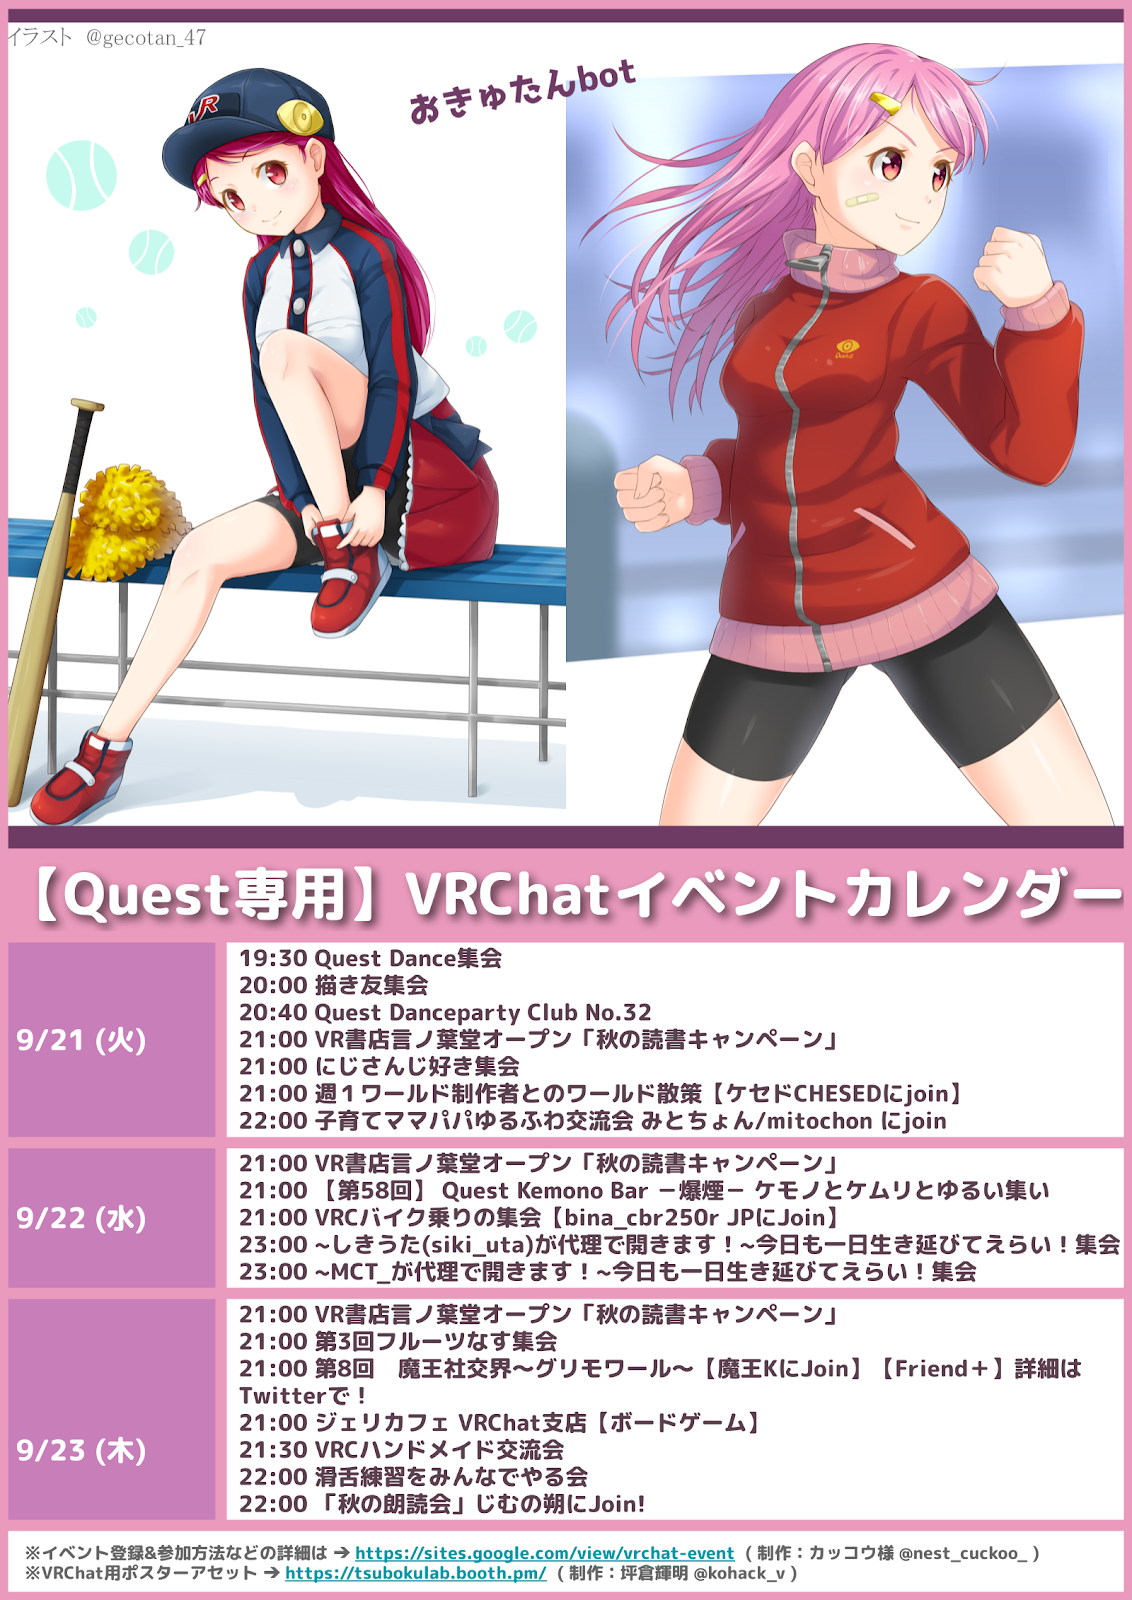 イラスト　@gecotan_47
おきゅたんbot
VR
Quest
【Quest専用】VRChatイベントカレンダー
9/21 (火)
19:30 Quest Dance集会
20:00 描き友集会
20:40 Quest Danceparty Club No.32
21:00 VR書店言ノ葉堂オープン「秋の読書キャンペーン」
21:00 にじさんじ好き集会
21:00 週１ワールド制作者とのワールド散策【ケセドCHESEDにjoin】
22:00 子育てママパパゆるふわ交流会 みとちょん/mitochon にjoin
9/22 (水)
21:00 VR書店言ノ葉堂オープン「秋の読書キャンペーン」
21:00 【第58回】 Quest Kemono Bar －爆煙－ ケモノとケムリとゆるい集い
21:00 VRCバイク乗りの集会【bina_cbr250r JPにJoin】
23:00 ~しきうた(siki_uta)が代理で開きます！~今日も一日生き延びてえらい！集会
23:00 ~MCT_が代理で開きます！~今日も一日生き延びてえらい！集会
9/23 (木)
21:00 VR書店言ノ葉堂オープン「秋の読書キャンペーン」
21:00 第3回フルーツなす集会
21:00 第8回　魔王社交界～グリモワール～【魔王KにJoin】【Friend＋】詳細は
Twitterで！
21:00 ジェリカフェ VRChat支店【ボードゲーム】
21:30 VRCハンドメイド交流会
22:00 滑舌練習をみんなでやる会
22:00 「秋の朗読会」じむの朔にJoin!
※イベント登録&参加方法などの詳細は ➔ https://sites.google.com/view/vrchat-event （ 制作：カッコウ様 @nest_cuckoo_ ）
※VRChat用ポスターアセット ➔ https://tsubokulab.booth.pm/ （ 制作：坪倉輝明 @kohack_v ）